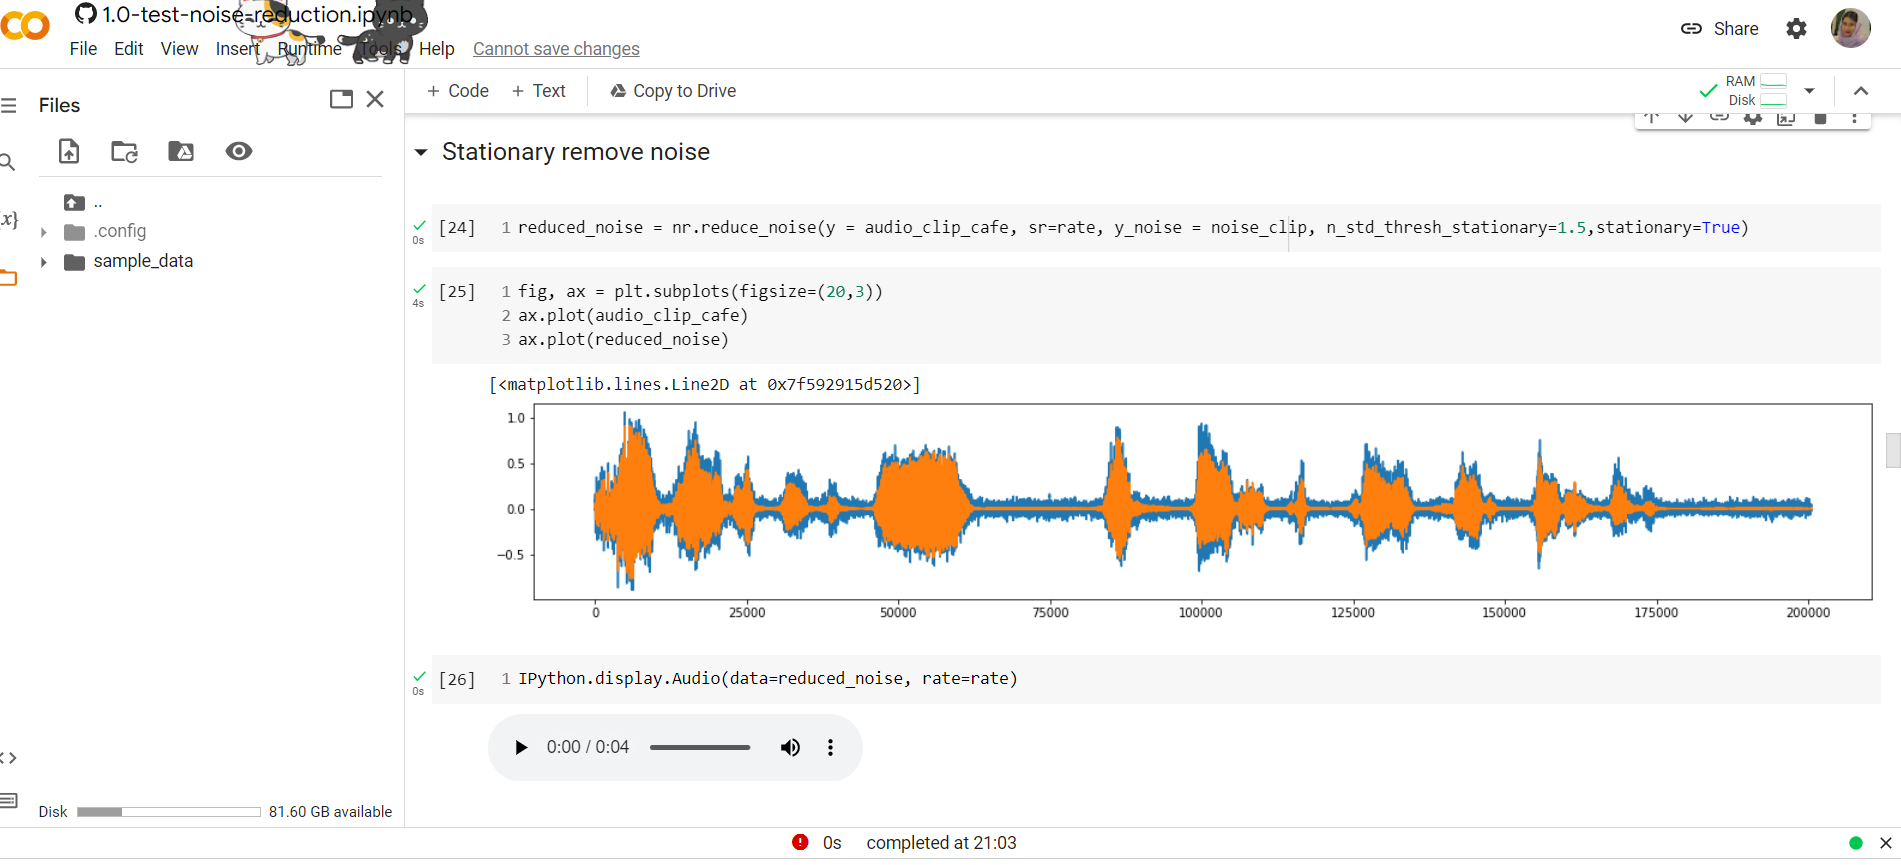 1.0-test-noise-reduction.ipynb
File Edit View Insert Runtime Tools Help Cannot save changes
Share
Files
+ Code + Text Copy to Drive
RAM
Disk
Stationary remove noise
..
.config
sample_data
{x}
0s
[24] 1 reduced_noise = nr.reduce_noise(y = audio_clip_cafe, sr=rate, y_noise = noise_clip, n_std_thresh_stationary=1.5,stationary=True)
4s
[25] 1 fig, ax = plt.subplots(figsize=(20,3))
2 ax.plot(audio_clip_cafe)
3 ax.plot(reduced_noise)
[<matplotlib.lines.Line2D at 0x7f592915d520>]
1.0
0.5
0.0
−0.5
0 25000 50000 75000 100000 125000 150000 175000 200000
0s
[26] 1 IPython.display.Audio(data=reduced_noise, rate=rate)
0:00 / 0:04
Disk 81.60 GB available
0s completed at 21:03